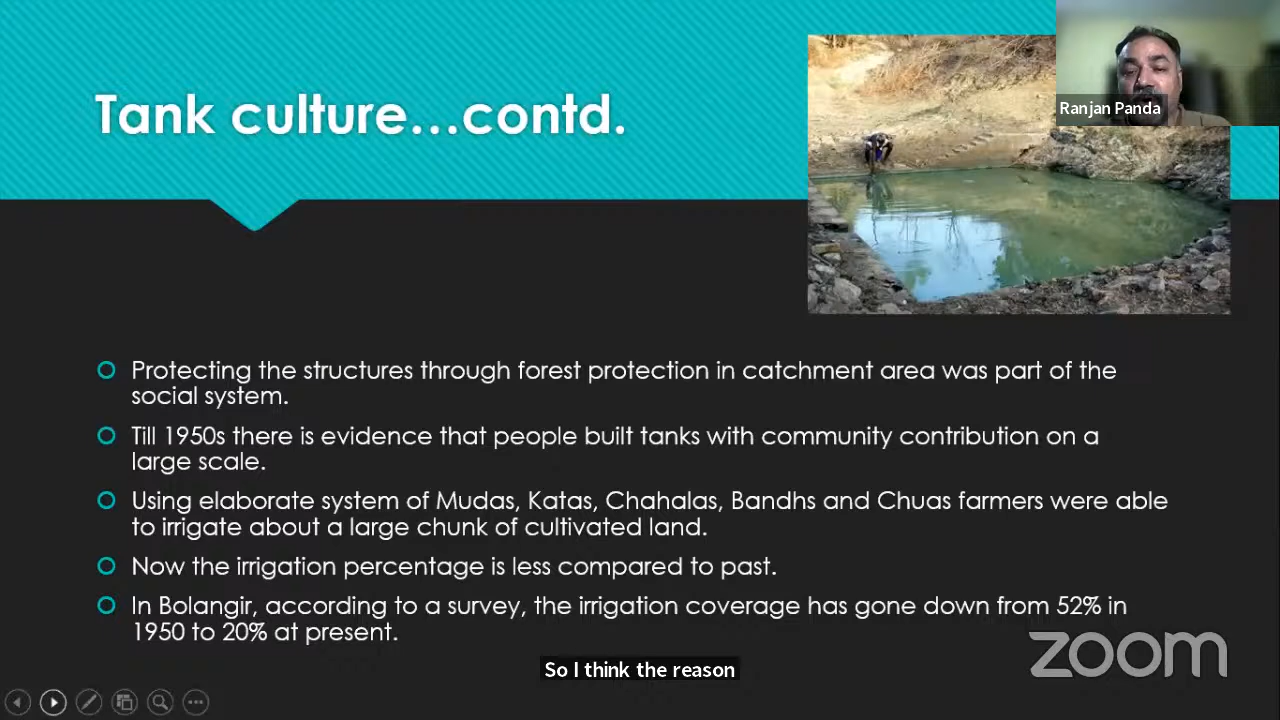 Tank culture...contd.
Ranjan Panda
Protecting the structures through forest protection in catchment area was part of the
social system.
Till 1950s there is evidence that people built tanks with community contribution on a
large scale.
Using elaborate system of Mudas, Katas, Chahalas, Bandhs and Chuas farmers were able
to irrigate about a large chunk of cultivated land.
Now the irrigation percentage is less compared to past.
In Bolangir, according to a survey, the irrigation coverage has gone down from 52% in
1950 to 20% at present.
zoom
So I think the reason